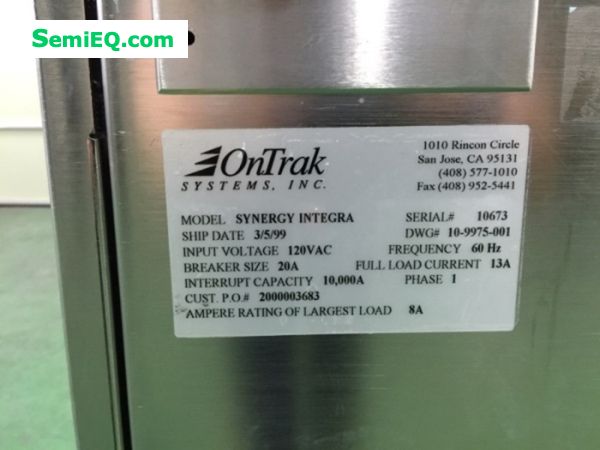 SemiEQ.com
OnTrak
SYSTEMS, INC.
1010 Rincon Circle
San Jose, CA 95131
(408) 577-1010
Fax (408) 952-5441
MODEL SYNERGY INTEGRA SERIAL# 10673
SHIP DATE 3/5/99 DWG# 10-9975-001
INPUT VOLTAGE 120VAC FREQUENCY 60 Hz
BREAKER SIZE 20A FULL LOAD CURRENT 13A
INTERRUPT CAPACITY 10,000A PHASE 1
CUST. P.O.# 2000003683
AMPERE RATING OF LARGEST LOAD 8A